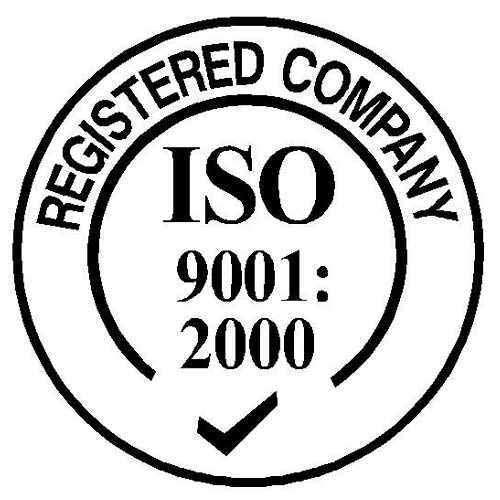 REGISTERED COMPANY
ISO
9001:
2000